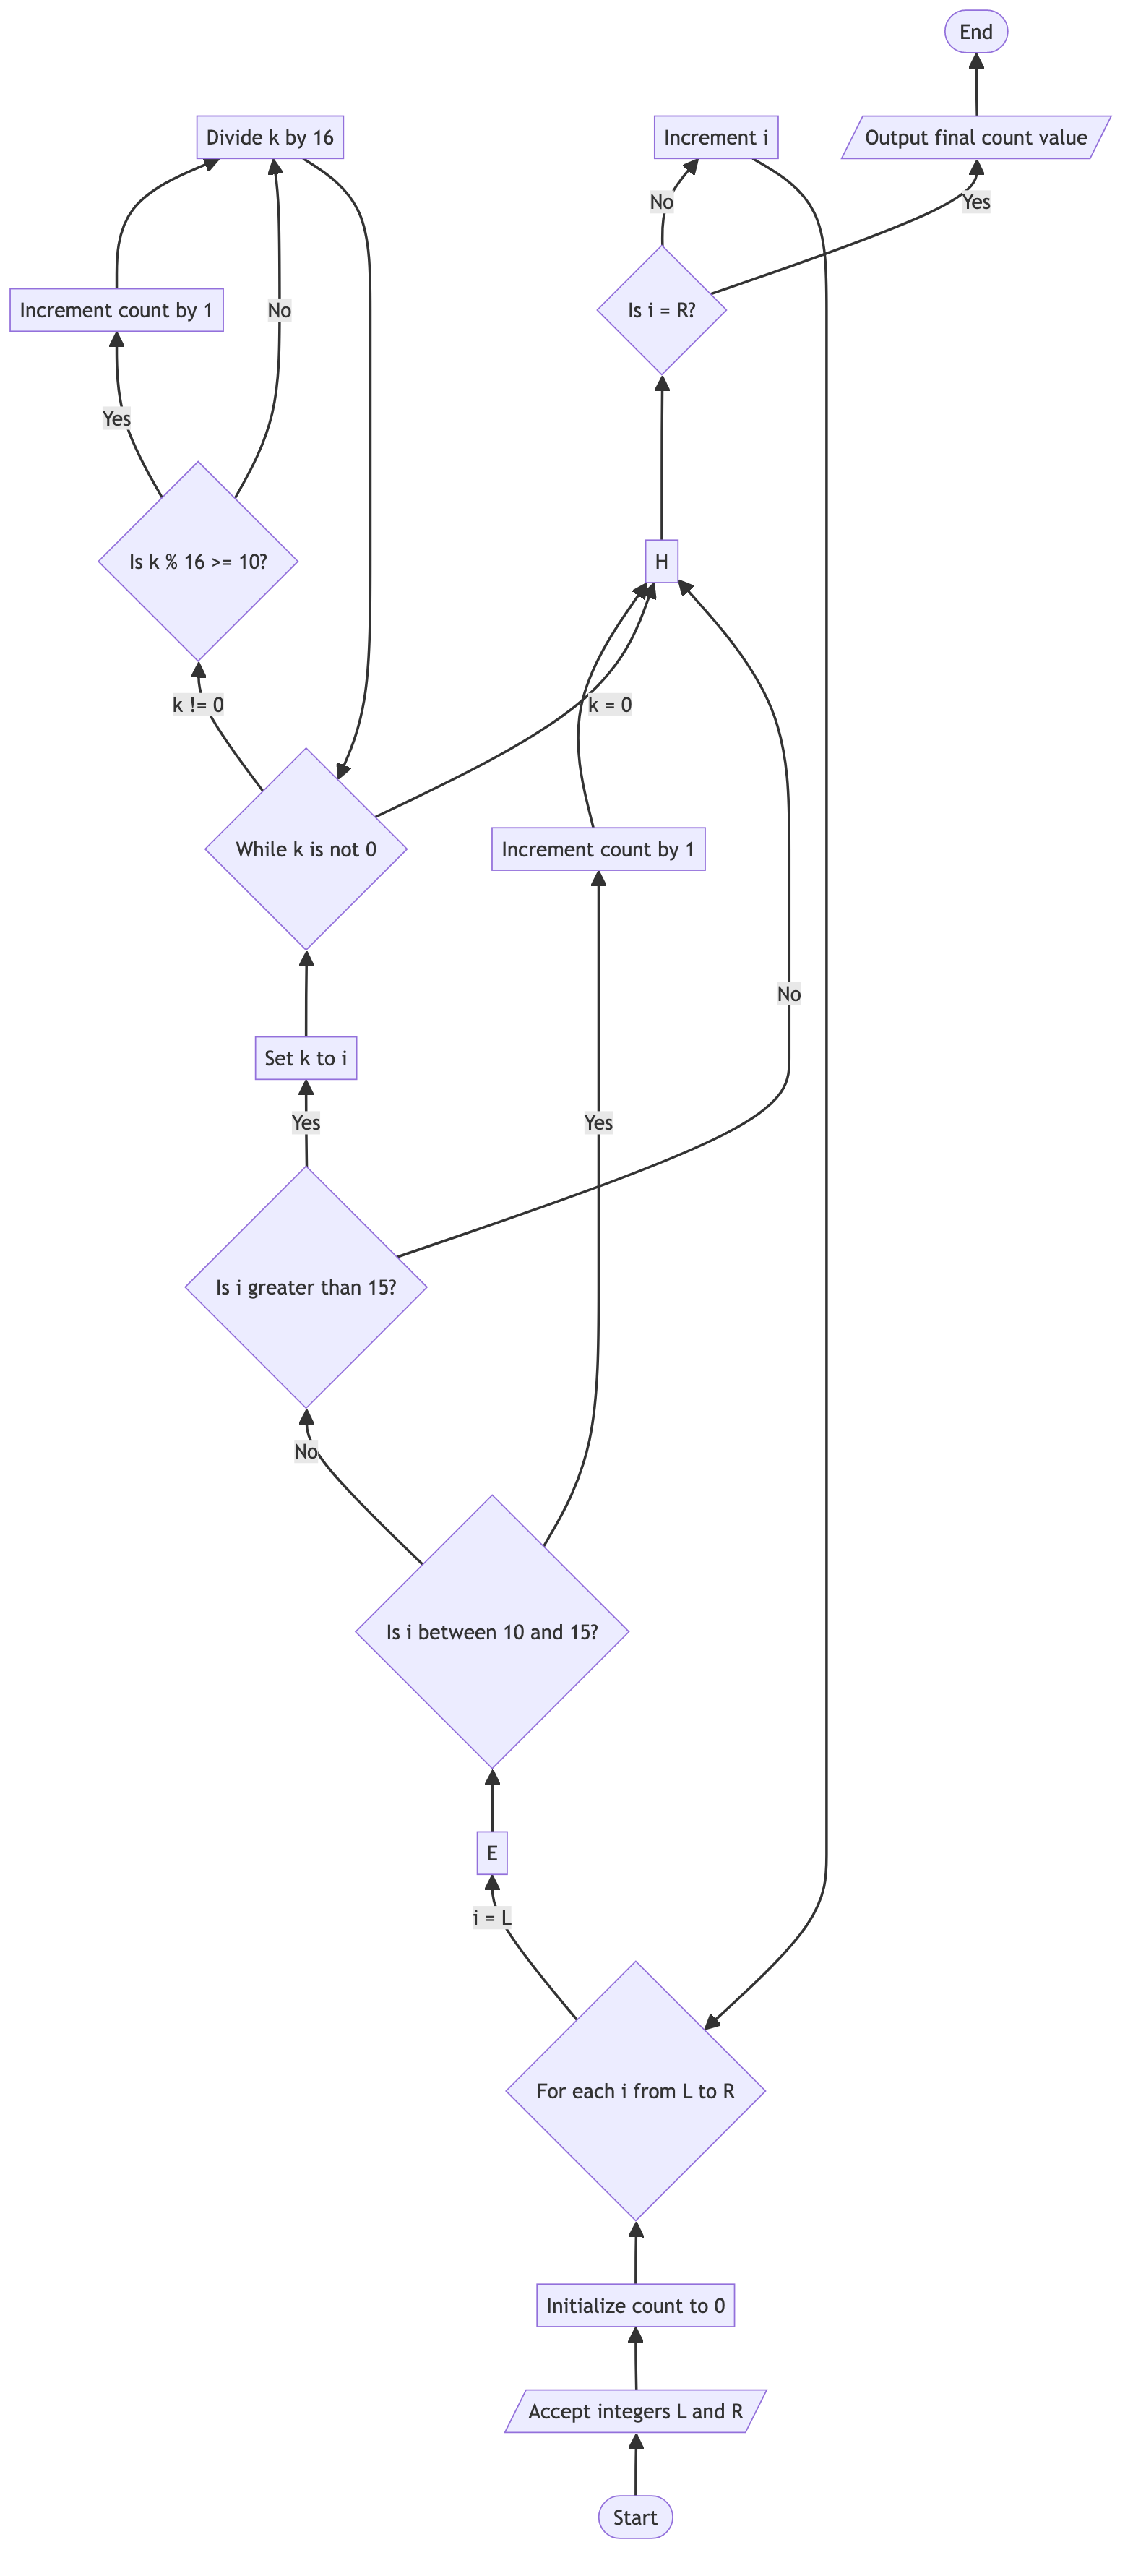 End
Divide k by 16
Increment i
Output final count value
No
Yes
Increment count by 1
No
Is i = R?
Yes
Is k % 16 >= 10?
H
k != 0
k = 0
While k is not 0
Increment count by 1
No
Set k to i
Yes
Yes
Is i greater than 15?
No
Is i between 10 and 15?
E
i = L
For each i from L to R
Initialize count to 0
Accept integers L and R
Start